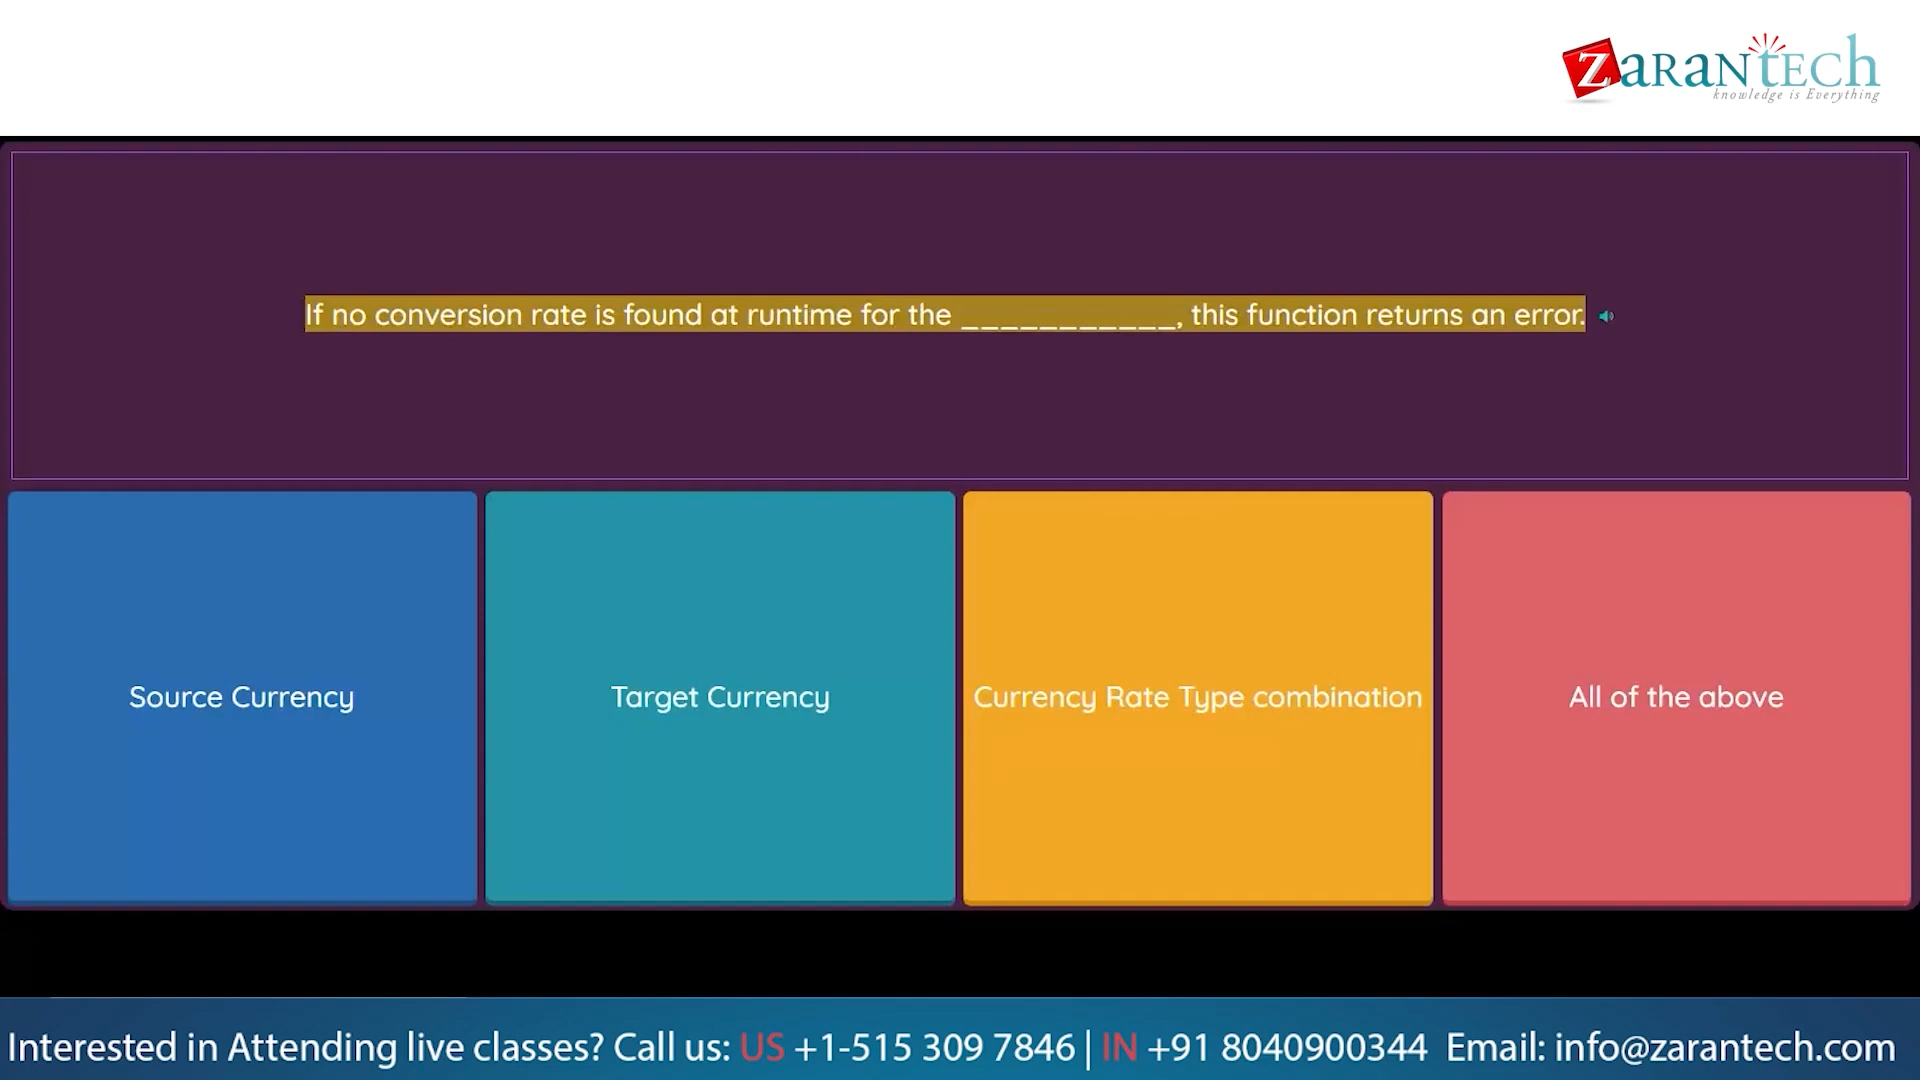 ZARANTECH
knowledge is Everything
If no conversion rate is found at runtime for the ___________, this function returns an error.
Source Currency
Target Currency
Currency Rate Type combination
All of the above
Interested in Attending live classes? Call us: US +1-515 309 7846 | IN +91 8040900344 Email: info@zarantech.com